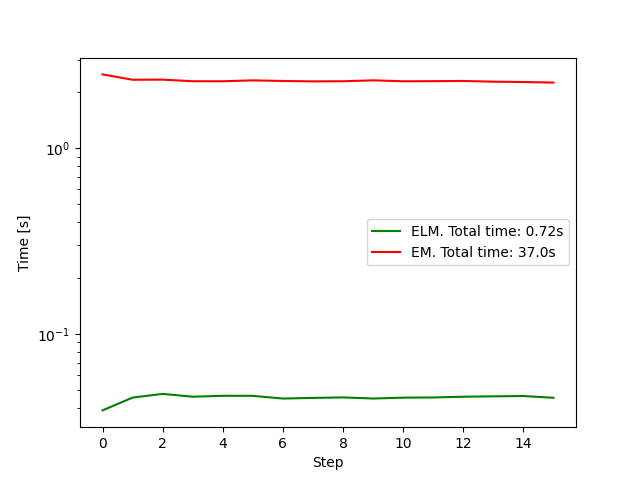 10⁰
10⁻¹
Time [s]
ELM. Total time: 0.72s
EM. Total time: 37.0s
0 2 4 6 8 10 12 14
Step